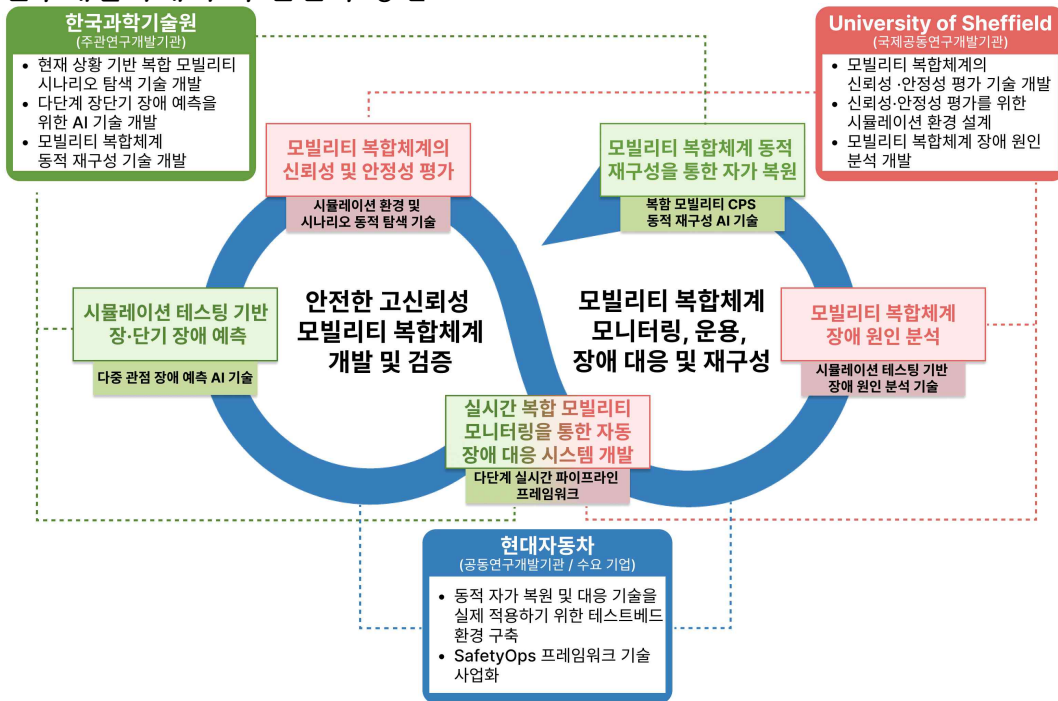 한국과학기술원
(주관연구개발기관)
• 현재 상황 기반 복합 모빌리티
시나리오 탐색 기술 개발
• 다단계 장단기 장애 예측을
위한 AI 기술 개발
• 모빌리티 복합체계
동적 재구성 기술 개발
University of Sheffield
(국제공동연구개발기관)
• 모빌리티 복합체계의
신뢰성 ·안정성 평가 기술 개발
• 신뢰성·안정성 평가를 위한
시뮬레이션 환경 설계
• 모빌리티 복합체계 장애 원인
분석 개발
모빌리티 복합체계의
신뢰성 및 안정성 평가
시뮬레이션 환경 및
시나리오 동적 탐색 기술
모빌리티 복합체계 동적
재구성을 통한 자가 복원
복합 모빌리티 CPS
동적 재구성 AI 기술
시뮬레이션 테스팅 기반
장·단기 장애 예측
다중 관점 장애 예측 AI 기술
안전한 고신뢰성
모빌리티 복합체계
개발 및 검증
모빌리티 복합체계
모니터링, 운용,
장애 대응 및 재구성
모빌리티 복합체계
장애 원인 분석
시뮬레이션 테스팅 기반
장애 원인 분석 기술
실시간 복합 모빌리티
모니터링을 통한 자동
장애 대응 시스템 개발
다단계 실시간 파이프라인
프레임워크
현대자동차
(공동연구개발기관 / 수요 기업)
• 동적 자가 복원 및 대응 기술을
실제 적용하기 위한 테스트베드
환경 구축
• SafetyOps 프레임워크 기술
사업화